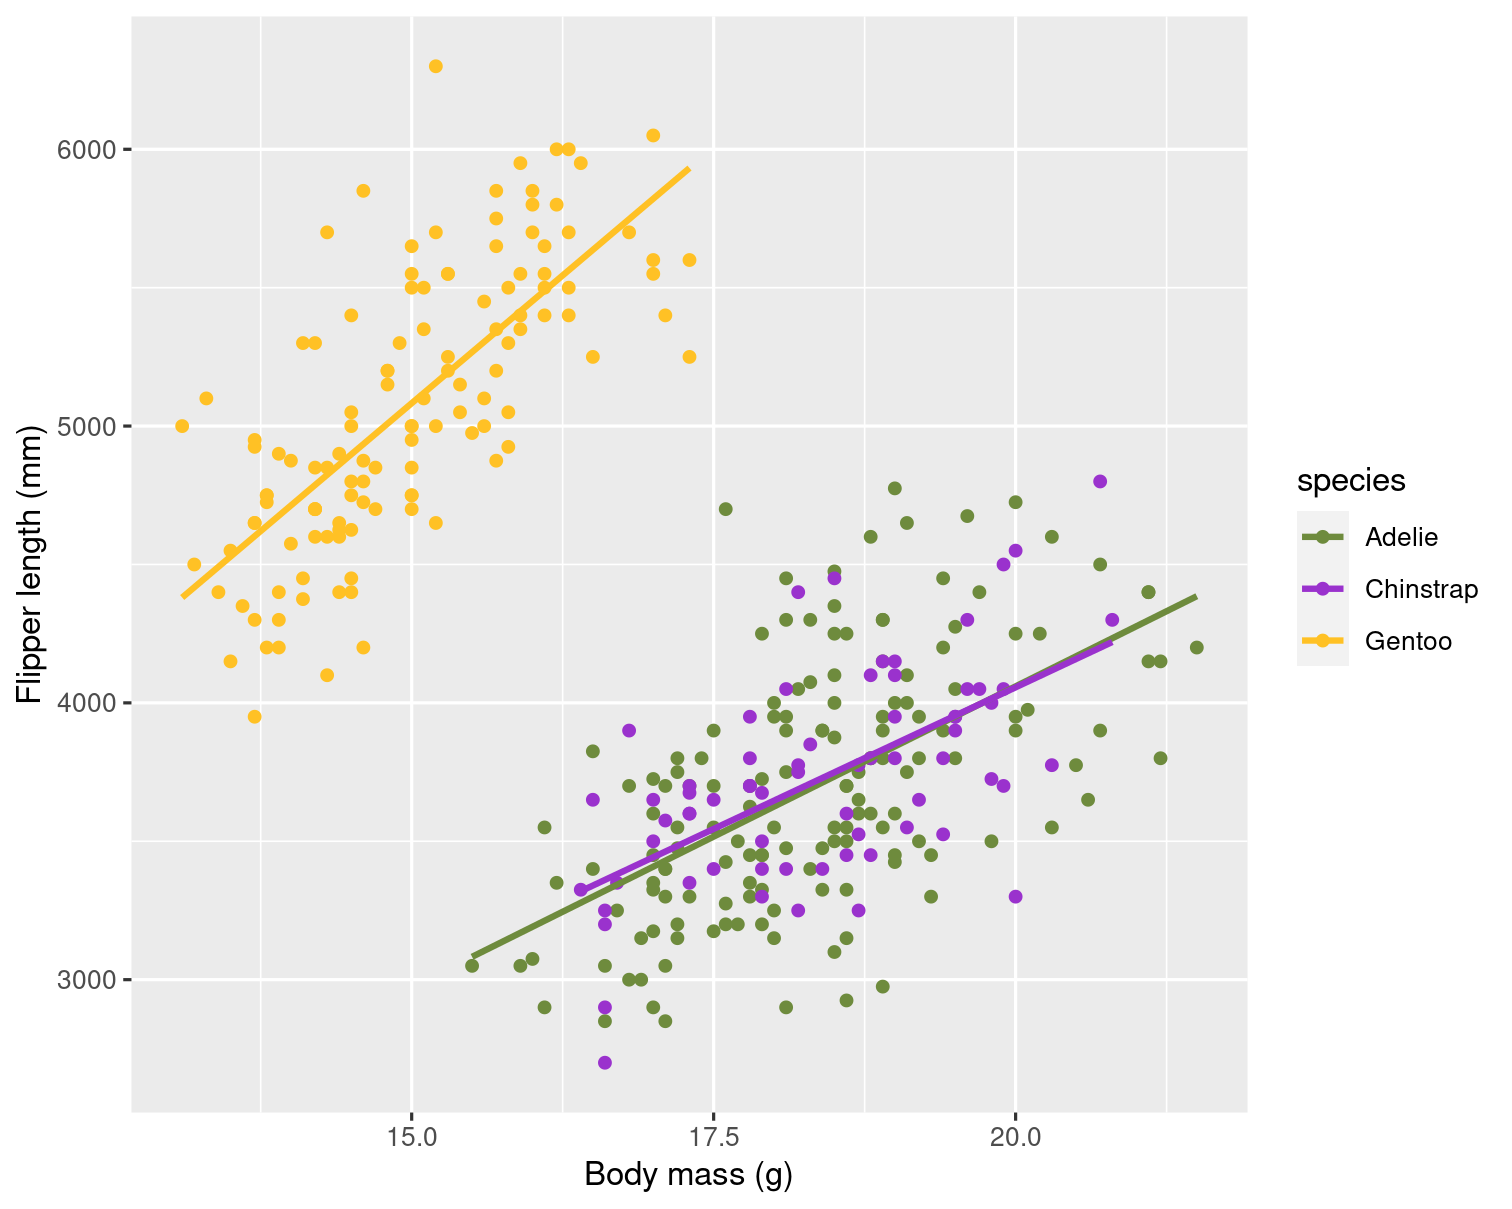 6000
5000
4000
3000
Flipper length (mm)
15.0 17.5 20.0
Body mass (g)
species
Adelie
Chinstrap
Gentoo